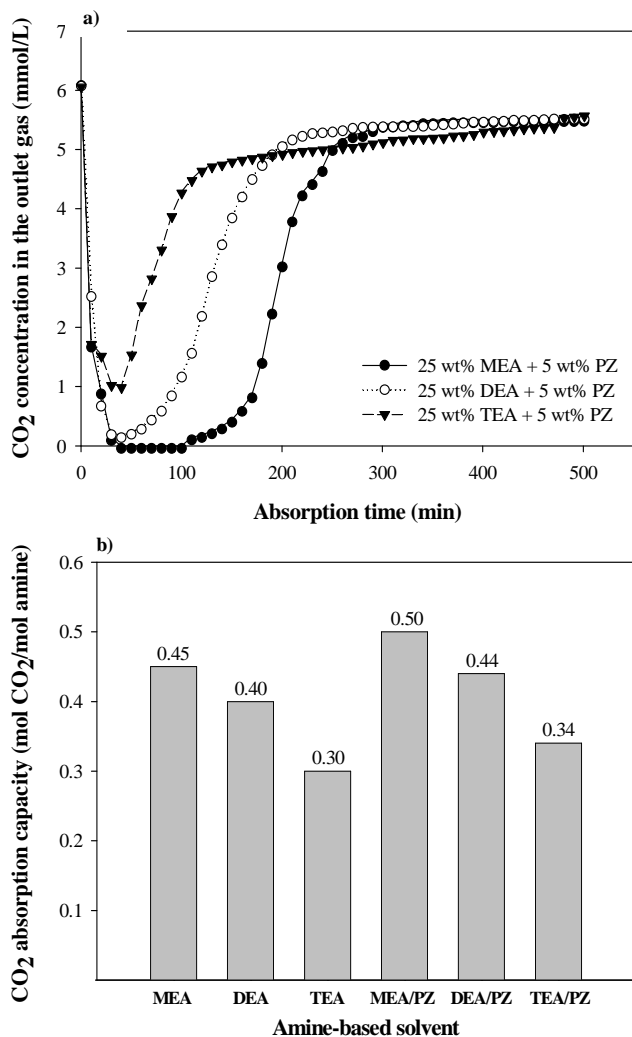 a)
CO2 concentration in the outlet gas (mmol/L)
7
6
5
4
3
2
1
0
25 wt% MEA + 5 wt% PZ
25 wt% DEA + 5 wt% PZ
25 wt% TEA + 5 wt% PZ
0 100 200 300 400 500
Absorption time (min)
b)
CO2 absorption capacity (mol CO2/mol amine)
0.6
0.5
0.4
0.3
0.2
0.1
0.45 0.40 0.30 0.50 0.44 0.34
MEA DEA TEA MEA/PZ DEA/PZ TEA/PZ
Amine-based solvent